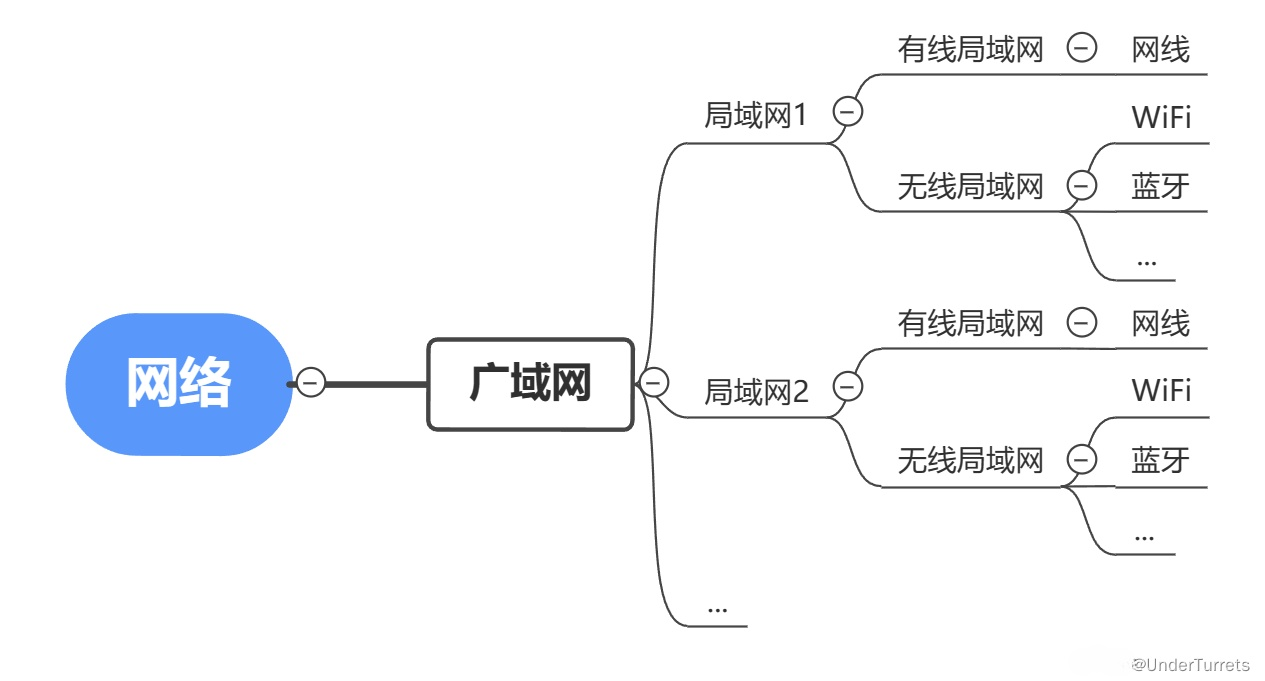 网络
广域网
局域网1
有线局域网
网线
无线局域网
WiFi
蓝牙
...
局域网2
有线局域网
网线
无线局域网
WiFi
蓝牙
...
...
@UnderTurrets